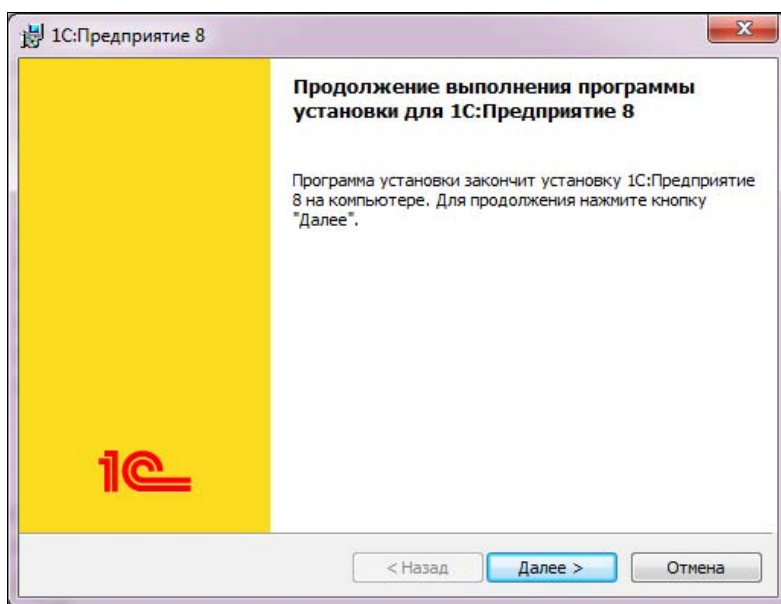 1С:Предприятие 8
Продолжение выполнения программы
установки для 1С:Предприятие 8
Программа установки закончит установку 1С:Предприятие
8 на компьютере. Для продолжения нажмите кнопку
"Далее".
1С
< Назад Далее > Отмена